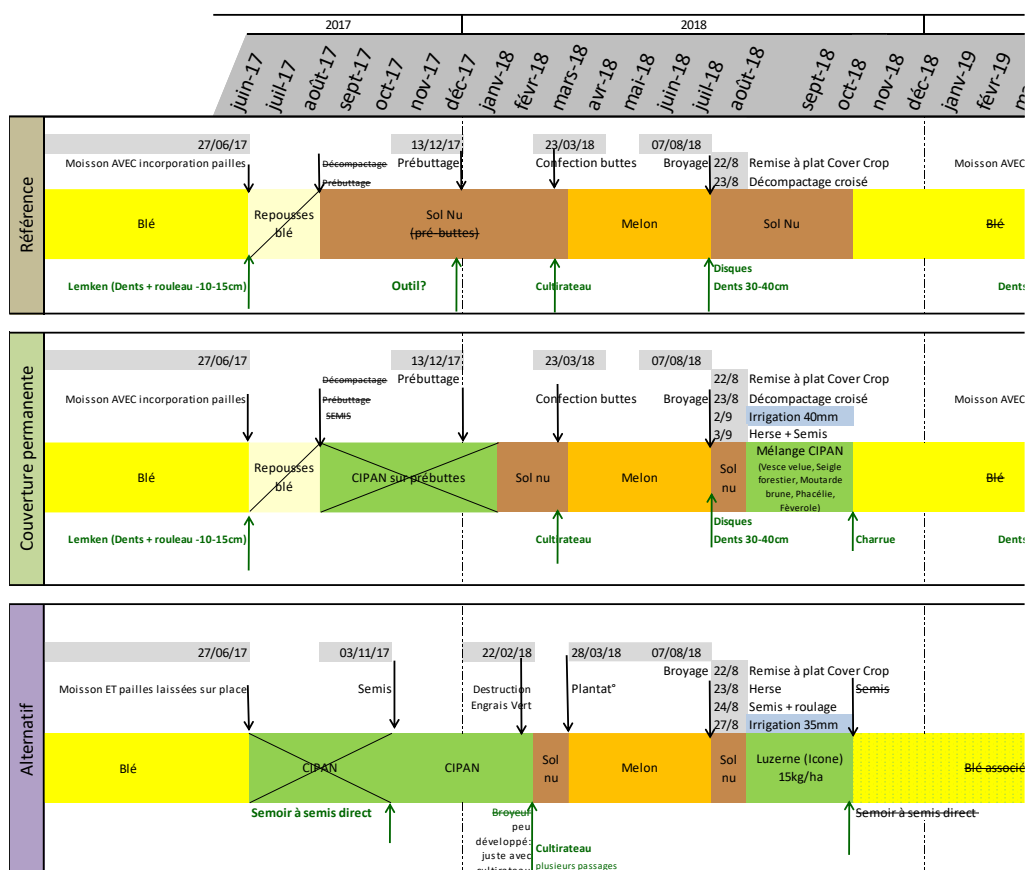 2017 2018
juin-17 juil-17 août-17 sept-17 oct-17 nov-17 déc-17 janv-18 févr-18 mars-18 avr-18 mai-18 juin-18 juil-18 août-18 sept-18 oct-18 nov-18 déc-18 janv-19 févr-19
Référence
27/06/17 13/12/17 23/03/18 07/08/18
Moisson AVEC incorporation pailles Décompactage Prébuttage Confection buttes Broyage 22/8 Remise à plat Cover Crop Moisson AVEC
Prébuttage 23/8 Décompactage croisé
Blé Repousses blé Sol Nu (pré-buttes) Melon Sol Nu Blé
Disques
Lemken (Dents + rouleau -10-15cm) Outil? Cultirateau Dents 30-40cm Dents
Couverture permanente
27/06/17 13/12/17 23/03/18 07/08/18
Décompactage Prébuttage 22/8 Remise à plat Cover Crop
Moisson AVEC incorporation pailles Prébuttage Confection buttes Broyage 23/8 Décompactage croisé Moisson AVEC
SEMIS 2/9 Irrigation 40mm
3/9 Herse + Semis
Blé Repousses blé CIPAN sur prébuttes Sol nu Melon Sol nu Mélange CIPAN
(Vesce velue, Seigle
forestier, Moutarde
brune, Phacélie,
Fèverole)
Blé
Disques
Lemken (Dents + rouleau -10-15cm) Cultirateau Dents 30-40cm Charrue Dents
Alternatif
27/06/17 03/11/17 22/02/18 28/03/18 07/08/18
Broyage 22/8 Remise à plat Cover Crop
Moisson ET pailles laissées sur place Semis Destruction Plantat° 23/8 Herse Semis
Engrais Vert 24/8 Semis + roulage
27/8 Irrigation 35mm
Blé CIPAN CIPAN Sol nu Melon Sol nu Luzerne (Icone)
15kg/ha
Blé associé
Semoir à semis direct Broyeur Semoir à semis direct
peu
développé:
juste avec Cultirateau
cultirateau plusieurs passages